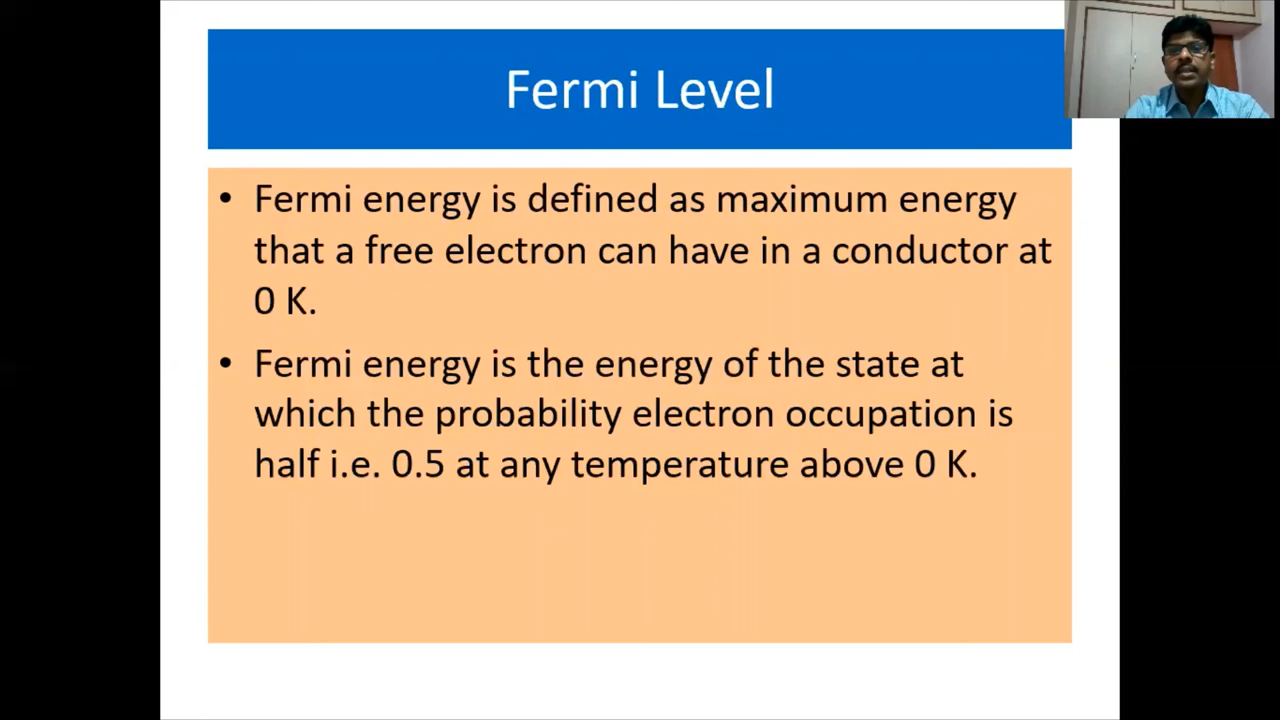 Fermi Level
• Fermi energy is defined as maximum energy
that a free electron can have in a conductor at
0 K.
• Fermi energy is the energy of the state at
which the probability electron occupation is
half i.e. 0.5 at any temperature above 0 K.